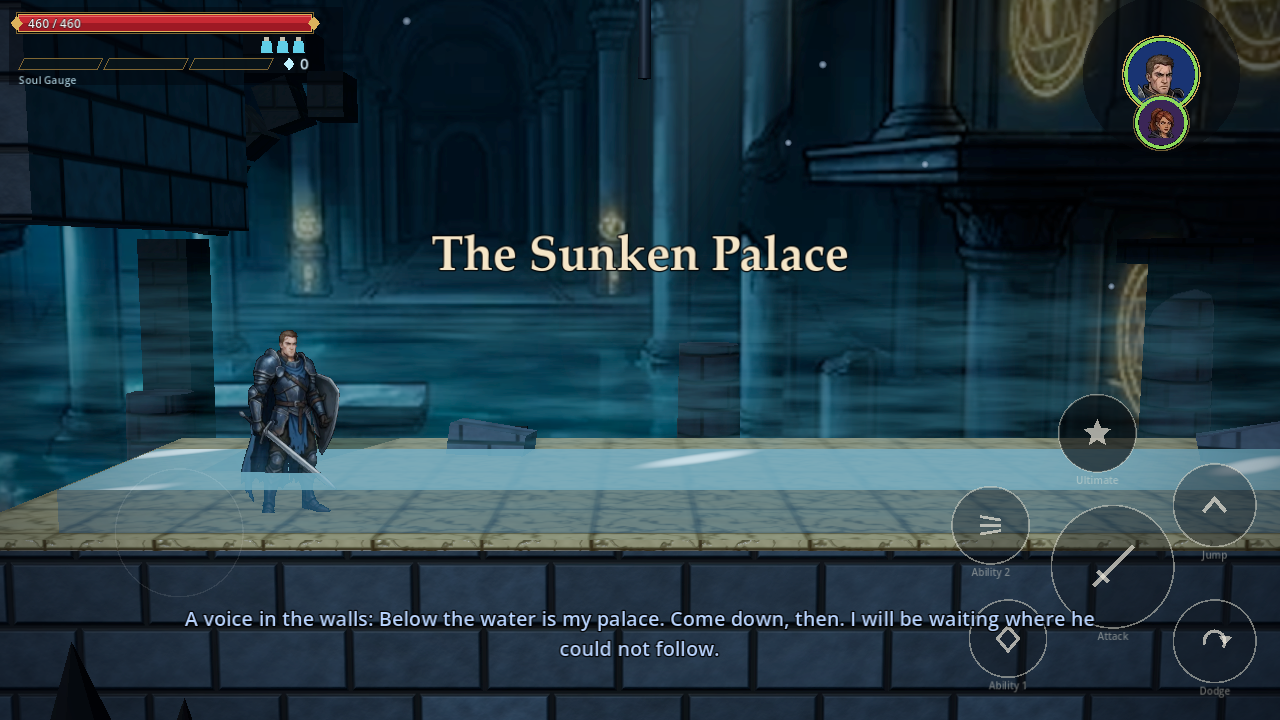 460 / 460
0
Soul Gauge
The Sunken Palace
Ultimate
Ability 2
Jump
Attack
Ability 1
Dodge
A voice in the walls: Below the water is my palace. Come down, then. I will be waiting where he
could not follow.